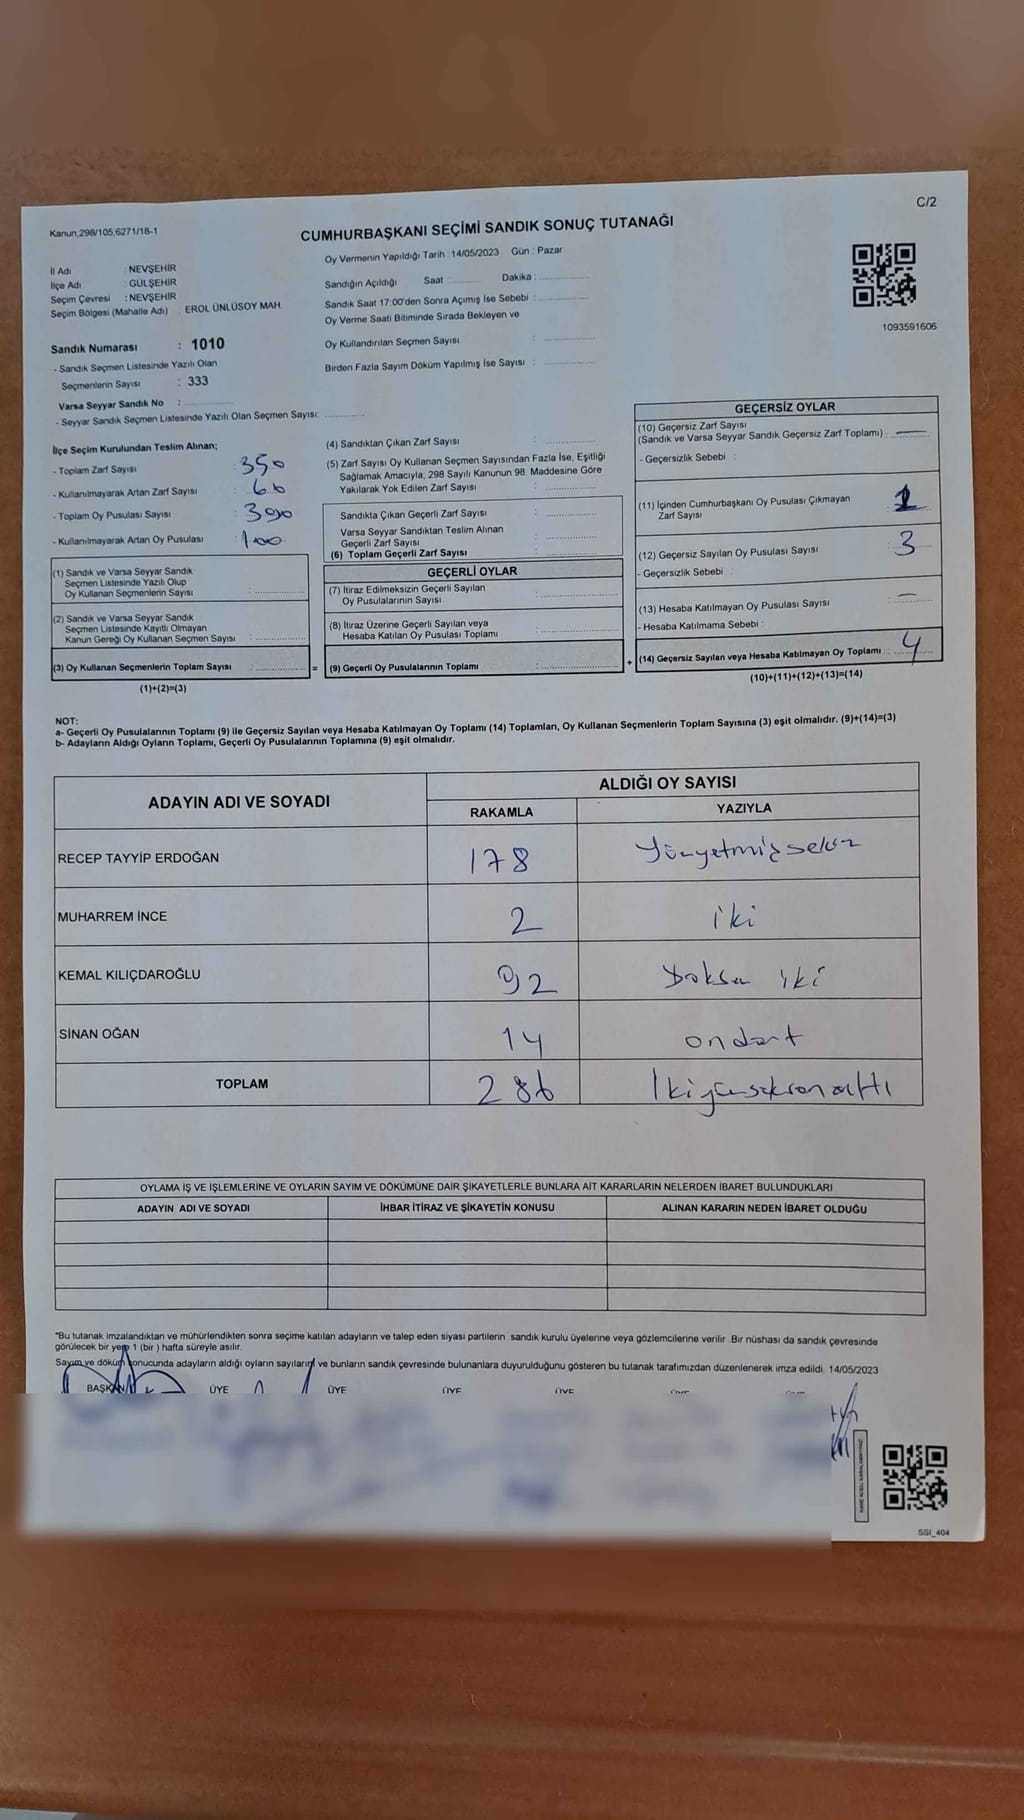 C/2
Kanun,298/105,6271/18-1
CUMHURBAŞKANI SEÇİMİ SANDIK SONUÇ TUTANAĞI
Oy Vermenin Yapıldığı Tarih : 14/05/2023 Gün : Pazar
İl Adı : NEVŞEHİR
İlçe Adı : GÜLŞEHİR
Seçim Çevresi : NEVŞEHİR
Seçim Bölgesi (Mahalle Adı) EROL ÜNLÜSOY MAH.
Sandığın Açıldığı Saat Dakika :
Sandık Saat 17:00'den Sonra Açımış İse Sebebi :
Oy Verme Saati Bitiminde Sırada Bekleyen ve
Oy Kullandırılan Seçmen Sayısı :
Birden Fazla Sayım Döküm Yapılmış İse Sayısı :
1093591606
Sandık Numarası : 1010
- Sandık Seçmen Listesinde Yazılı Olan
Seçmenlerin Sayısı : 333
Varsa Seyyar Sandık No :
- Seyyar Sandık Seçmen Listesinde Yazılı Olan Seçmen Sayısı:
İlçe Seçim Kurulundan Teslim Alınan;
- Toplam Zarf Sayısı : 350
- Kullanılmayarak Artan Zarf Sayısı : 60
- Toplam Oy Pusulası Sayısı : 390
- Kullanılmayarak Artan Oy Pusulası : 100
(1) Sandık ve Varsa Seyyar Sandık
Seçmen Listesinde Yazılı Olup
Oy Kullanan Seçmenlerin Sayısı :
(2) Sandık ve Varsa Seyyar Sandık
Seçmen Listesinde Kayıtlı Olmayan
Kanun Gereği Oy Kullanan Seçmen Sayısı :
(3) Oy Kullanan Seçmenlerin Toplam Sayısı : =
(1)+(2)=(3)
(4) Sandıktan Çıkan Zarf Sayısı :
(5) Zarf Sayısı Oy Kullanan Seçmen Sayısından Fazla İse, Eşitliği
Sağlamak Amacıyla, 298 Sayılı Kanunun 98. Maddesine Göre
Yakılarak Yok Edilen Zarf Sayısı :
Sandıkta Çıkan Geçerli Zarf Sayısı :
Varsa Seyyar Sandıktan Teslim Alınan
Geçerli Zarf Sayısı :
(6) Toplam Geçerli Zarf Sayısı :
GEÇERLİ OYLAR
(7) İtiraz Edilmeksizin Geçerli Sayılan
Oy Pusulalarının Sayısı :
(8) İtiraz Üzerine Geçerli Sayılan veya
Hesaba Katılan Oy Pusulası Toplamı :
(9) Geçerli Oy Pusulalarının Toplamı : +
GEÇERSİZ OYLAR
(10) Geçersiz Zarf Sayısı
(Sandık ve Varsa Seyyar Sandık Geçersiz Zarf Toplamı) : —
- Geçersizlik Sebebi :
(11) İçinden Cumhurbaşkanı Oy Pusulası Çıkmayan
Zarf Sayısı : 1
(12) Geçersiz Sayılan Oy Pusulası Sayısı : 3
- Geçersizlik Sebebi :
(13) Hesaba Katılmayan Oy Pusulası Sayısı : —
- Hesaba Katılmama Sebebi :
(14) Geçersiz Sayılan veya Hesaba Katılmayan Oy Toplamı : 4
(10)+(11)+(12)+(13)=(14)
NOT:
a- Geçerli Oy Pusulalarının Toplamı (9) ile Geçersiz Sayılan veya Hesaba Katılmayan Oy Toplamı (14) Toplamları, Oy Kullanan Seçmenlerin Toplam Sayısına (3) eşit olmalıdır. (9)+(14)=(3)
b- Adayların Aldığı Oyların Toplamı, Geçerli Oy Pusulalarının Toplamına (9) eşit olmalıdır.
ADAYIN ADI VE SOYADI
ALDIĞI OY SAYISI
RAKAMLA YAZIYLA
RECEP TAYYİP ERDOĞAN 178 Yüzyetmişsekiz
MUHARREM İNCE 2 iki
KEMAL KILIÇDAROĞLU 92 Doksan iki
SİNAN OĞAN 14 ondört
TOPLAM 286 İkiyüzseksenaltı
OYLAMA İŞ VE İŞLEMLERİNE VE OYLARIN SAYIM VE DÖKÜMÜNE DAİR ŞİKAYETLERLE BUNLARA AİT KARARLARIN NELERDEN İBARET BULUNDUKLARI
ADAYIN ADI VE SOYADI İHBAR İTİRAZ VE ŞİKAYETİN KONUSU ALINAN KARARIN NEDEN İBARET OLDUĞU
*Bu tutanak imzalandıktan ve mühürlendikten sonra seçime katılan adayların ve talep eden siyasi partilerin sandık kurulu üyelerine veya gözlemcilerine verilir .Bir nüshası da sandık çevresinde
görülecek bir yere 1 (bir ) hafta süreyle asılır.
Sayım ve döküm sonucunda adayların aldığı oyların sayılarını ve bunların sandık çevresinde bulunanlara duyurulduğunu gösteren bu tutanak tarafımızdan düzenlenerek imza edildi. 14/05/2023
BAŞKAN ÜYE ÜYE ÜYE ÜYE ÜYE
KARE KODU KARALAMAYINIZ!
SSI_404